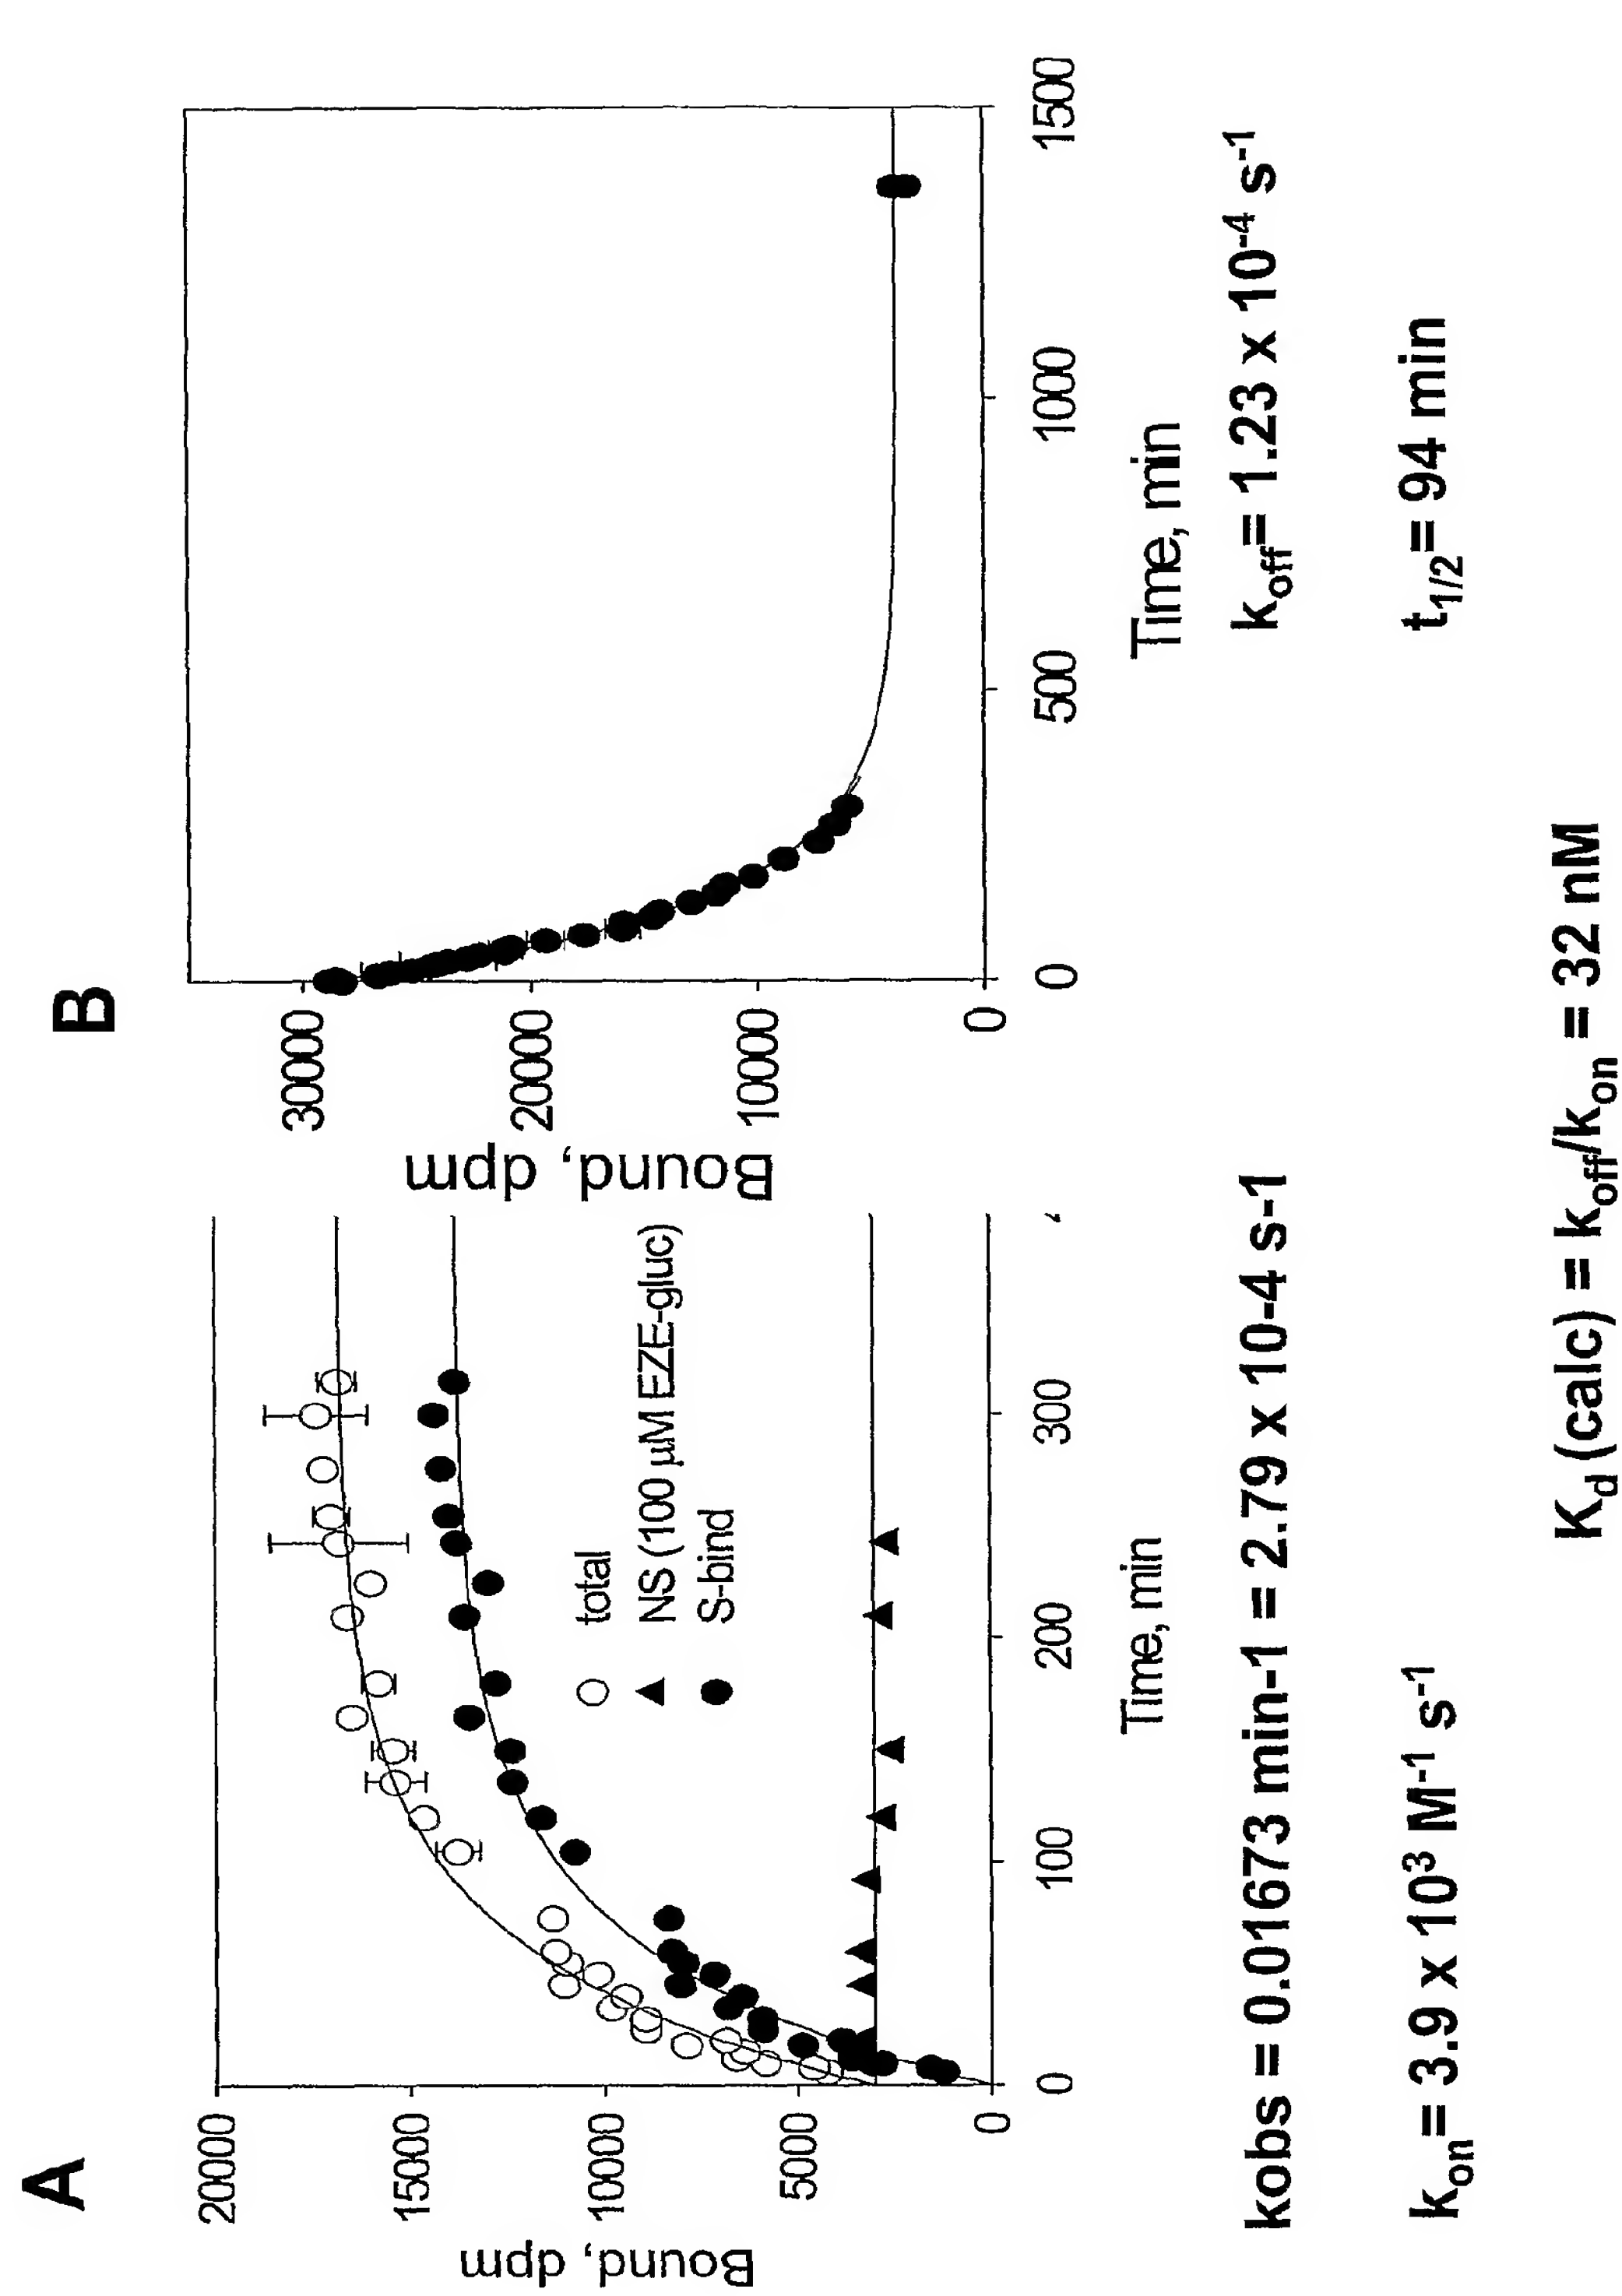 A
Bound, dpm
20000
15000
10000
5000
0
0
100
200
300
Time, min
total
NS (100 µM EZE-gluc)
S-bind
kobs = 0.01673 min-1 = 2.79 x 10-4 s-1
kon= 3.9 x 10³ M⁻¹ s⁻¹
B
Bound, dpm
30000
20000
10000
0
0
500
1000
1500
Time, min
koff= 1.23 x 10⁻⁴ s⁻¹
t1/2= 94 min
Kd (calc) = koff/kon = 32 nM